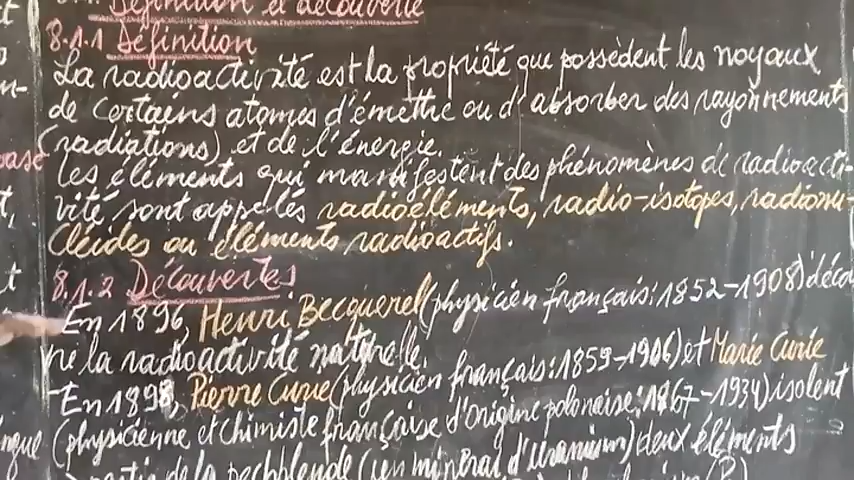 Définition et découverte
8.1.1 Définition
La radioactivité est la propriété que possèdent les noyaux
de certains atomes d'émettre ou d'absorber des rayonnements
(radiations) et de l'énergie.
Les éléments qui manifestent des phénomènes de radioacti-
vité sont appelés radioéléments, radio-isotopes, radionu-
cléides ou éléments radioactifs.
8.1.2 Découvertes
En 1896, Henri Becquerel (physicien français: 1852-1908) déco
la radioactivité naturelle.
-En 1898, Pierre Curie (physicien français: 1859-1906) et Marie Curie
(physicienne et chimiste française d'origine polonaise: 1867-1934) isolent
partir de la pechblende (un minerai d'uranium) deux éléments